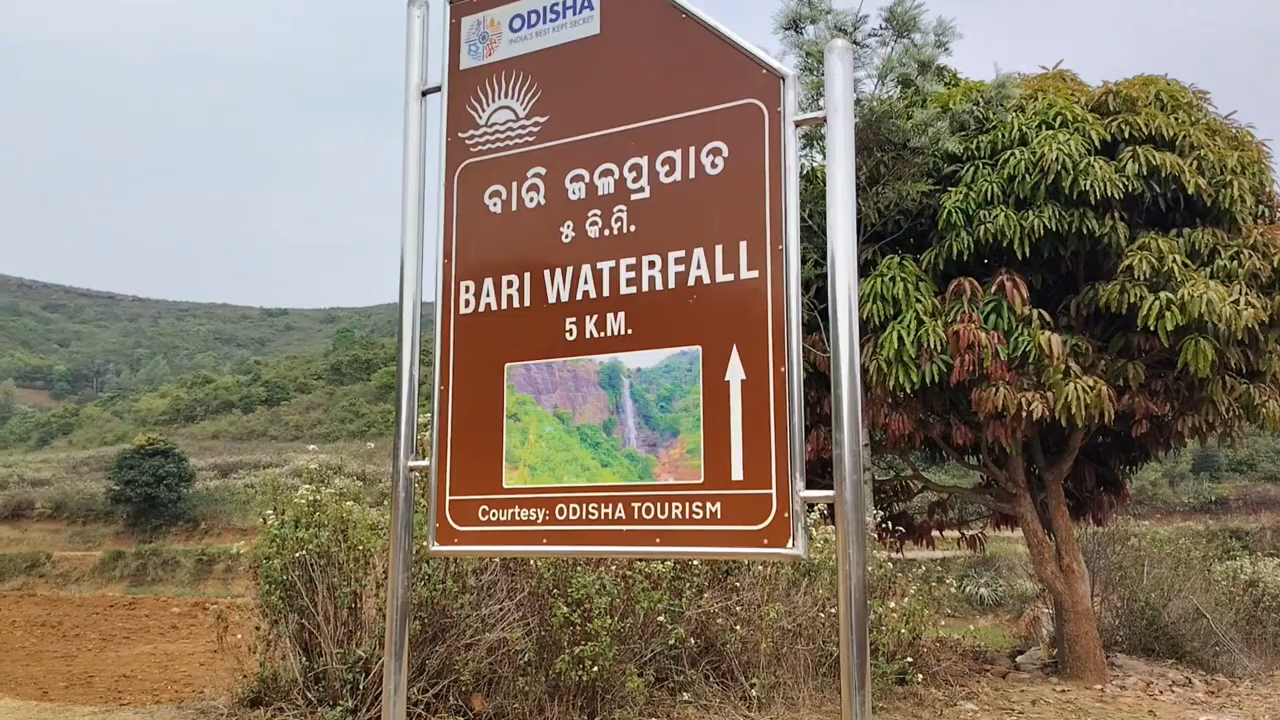 ODISHA
INDIA'S BEST KEPT SECRET
ବାରି ଜଳପ୍ରପାତ
୫ କି.ମି.
BARI WATERFALL
5 K.M.
Courtesy: ODISHA TOURISM